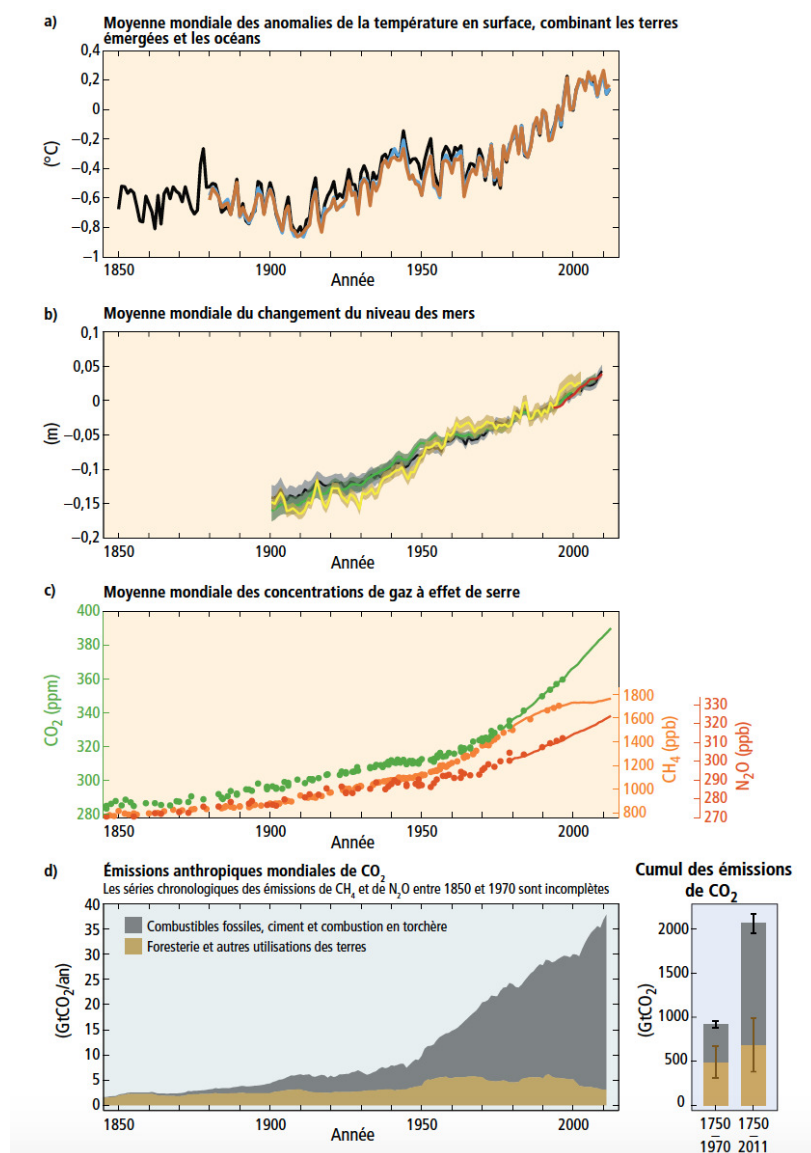 a) Moyenne mondiale des anomalies de la température en surface, combinant les terres
émergées et les océans
0,4
0,2
0
−0,2
−0,4
−0,6
−0,8
−1
(°C)
1850 1900 1950 2000
Année
b) Moyenne mondiale du changement du niveau des mers
0,1
0,05
0
−0,05
−0,1
−0,15
−0,2
(m)
1850 1900 1950 2000
Année
c) Moyenne mondiale des concentrations de gaz à effet de serre
400
380
360
340
320
300
280
CO2 (ppm)
1800
1600
1400
1200
1000
800
CH4 (ppb)
330
320
310
300
290
280
270
N2O (ppb)
1850 1900 1950 2000
Année
d) Émissions anthropiques mondiales de CO2
Les séries chronologiques des émissions de CH4 et de N2O entre 1850 et 1970 sont incomplètes
40
35
30
25
20
15
10
5
0
(GtCO2/an)
Combustibles fossiles, ciment et combustion en torchère
Foresterie et autres utilisations des terres
1850 1900 1950 2000
Année
Cumul des émissions
de CO2
2000
1500
1000
500
0
(GtCO2)
1750 1750
– –
1970 2011